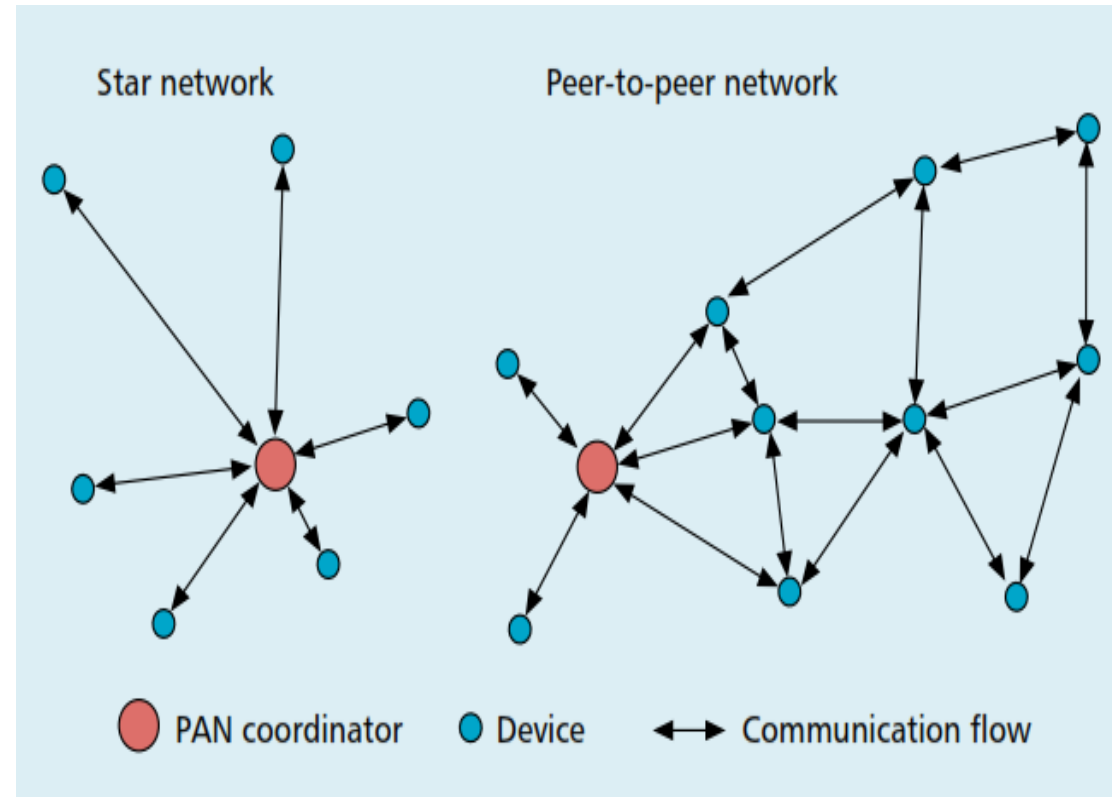 Star network
Peer-to-peer network
PAN coordinator
Device
Communication flow